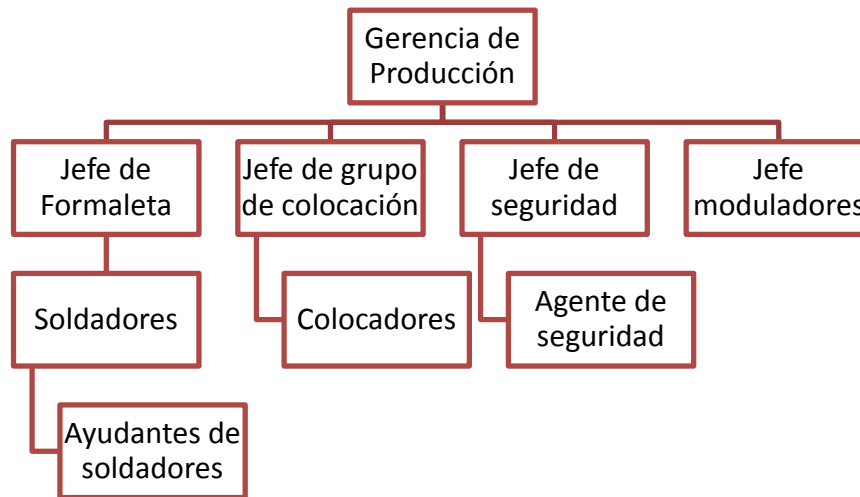 Gerencia de
Producción
Jefe de
Formaleta
Jefe de grupo
de colocación
Jefe de
seguridad
Jefe
moduladores
Soldadores
Colocadores
Agente de
seguridad
Ayudantes de
soldadores